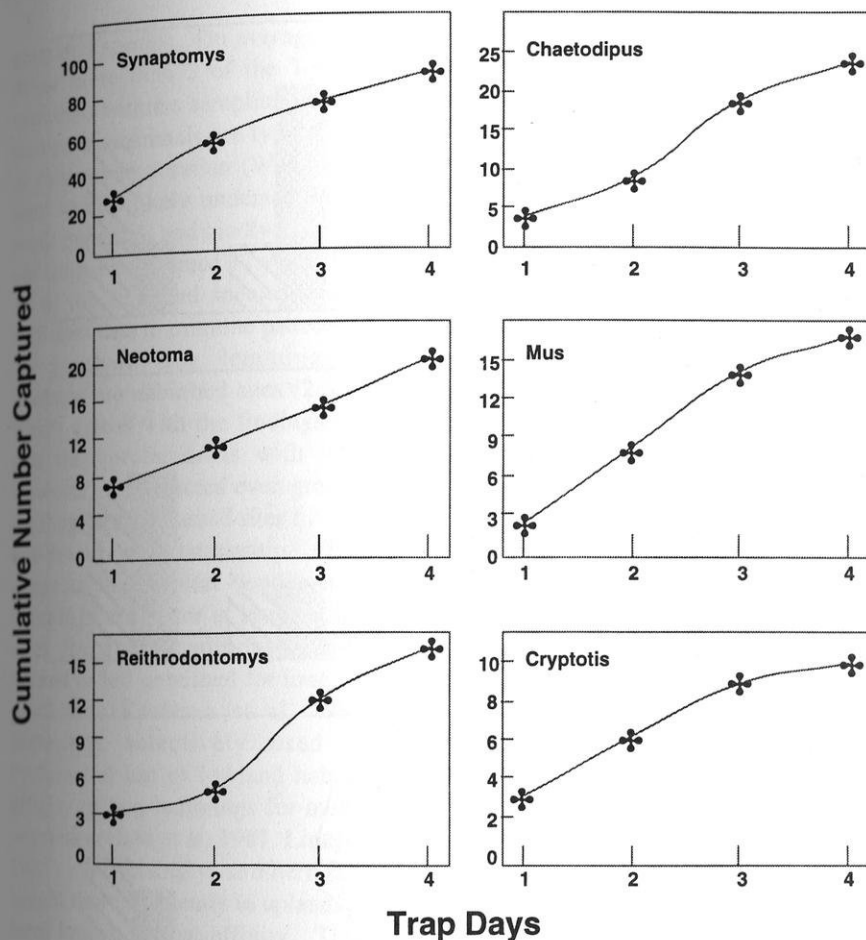 Cumulative Number Captured
Synaptomys
100
80
60
40
20
0
1 2 3 4
Chaetodipus
25
20
15
10
5
0
1 2 3 4
Neotoma
20
16
12
8
4
0
1 2 3 4
Mus
15
12
9
6
3
0
1 2 3 4
Reithrodontomys
15
12
9
6
3
0
1 2 3 4
Cryptotis
10
8
6
4
2
0
1 2 3 4
Trap Days